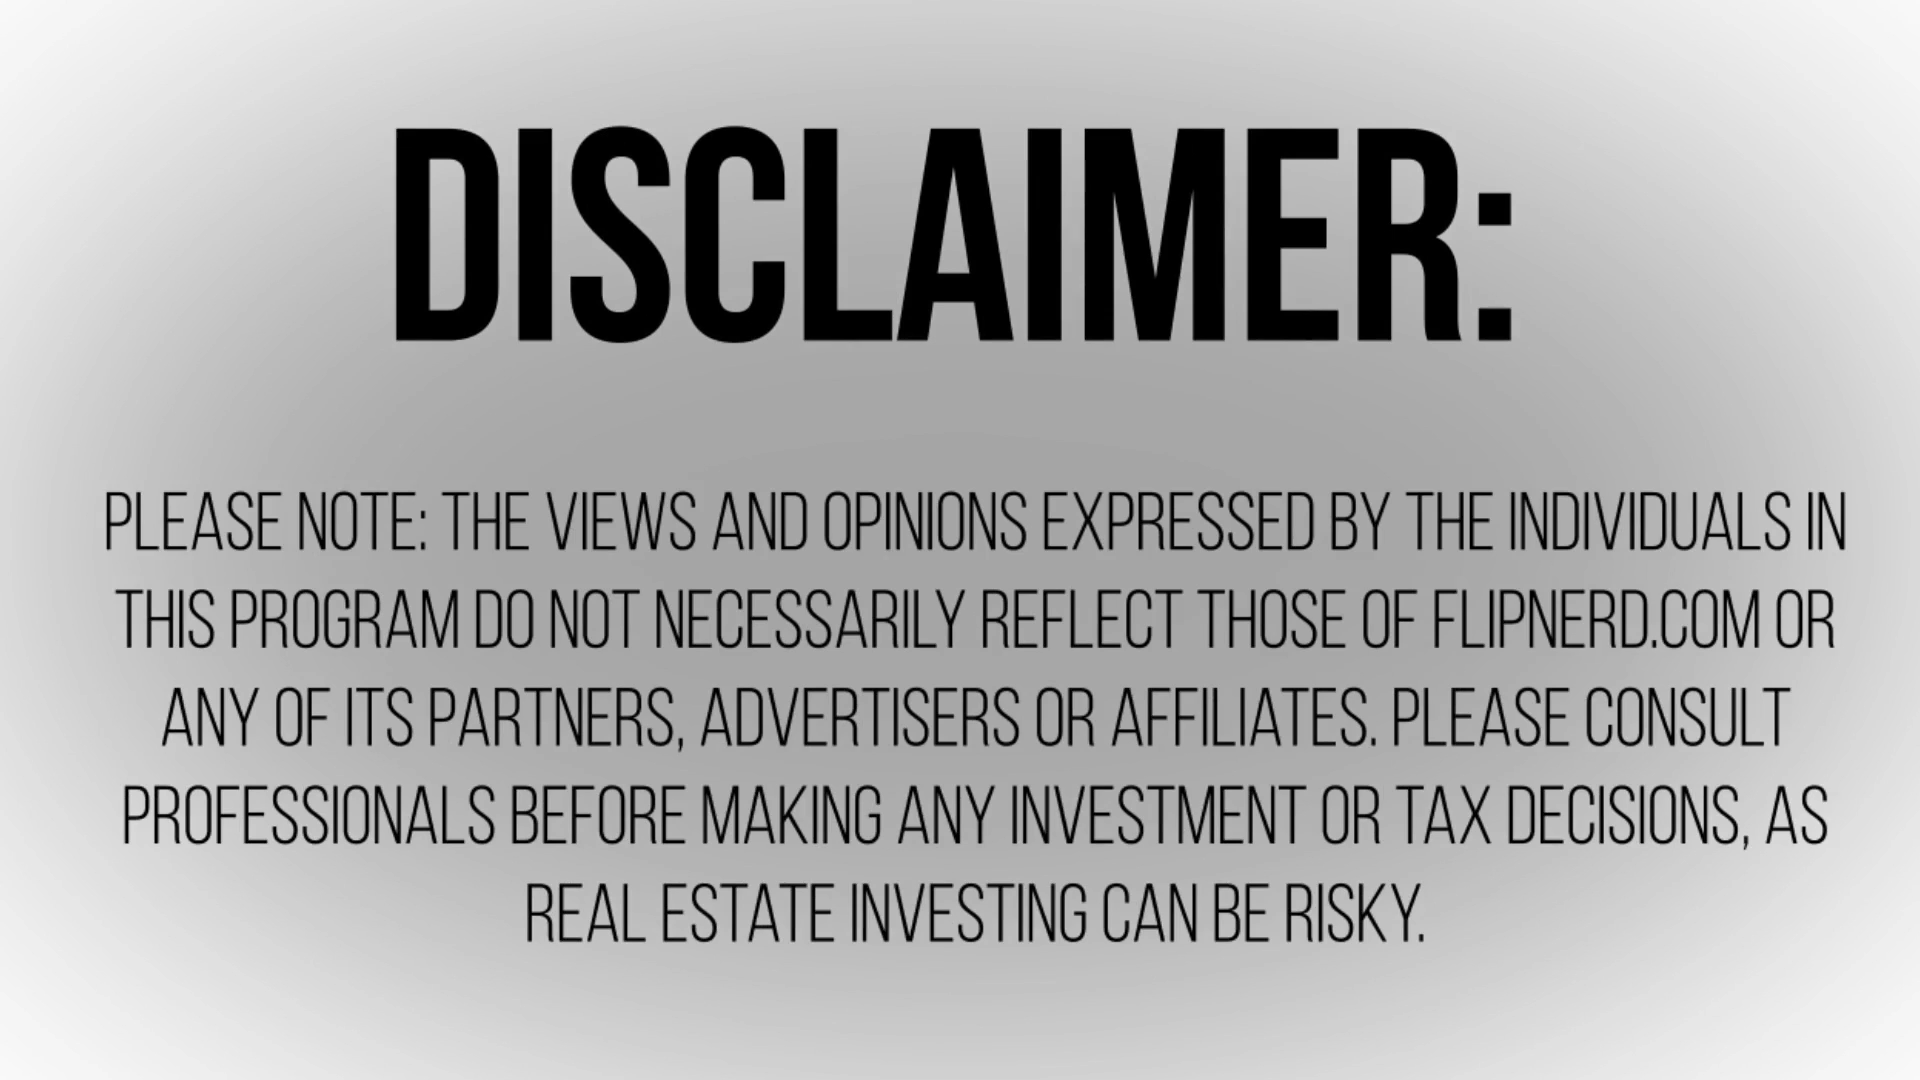 DISCLAIMER:
PLEASE NOTE: THE VIEWS AND OPINIONS EXPRESSED BY THE INDIVIDUALS IN
THIS PROGRAM DO NOT NECESSARILY REFLECT THOSE OF FLIPNERD.COM OR
ANY OF ITS PARTNERS, ADVERTISERS OR AFFILIATES. PLEASE CONSULT
PROFESSIONALS BEFORE MAKING ANY INVESTMENT OR TAX DECISIONS, AS
REAL ESTATE INVESTING CAN BE RISKY.